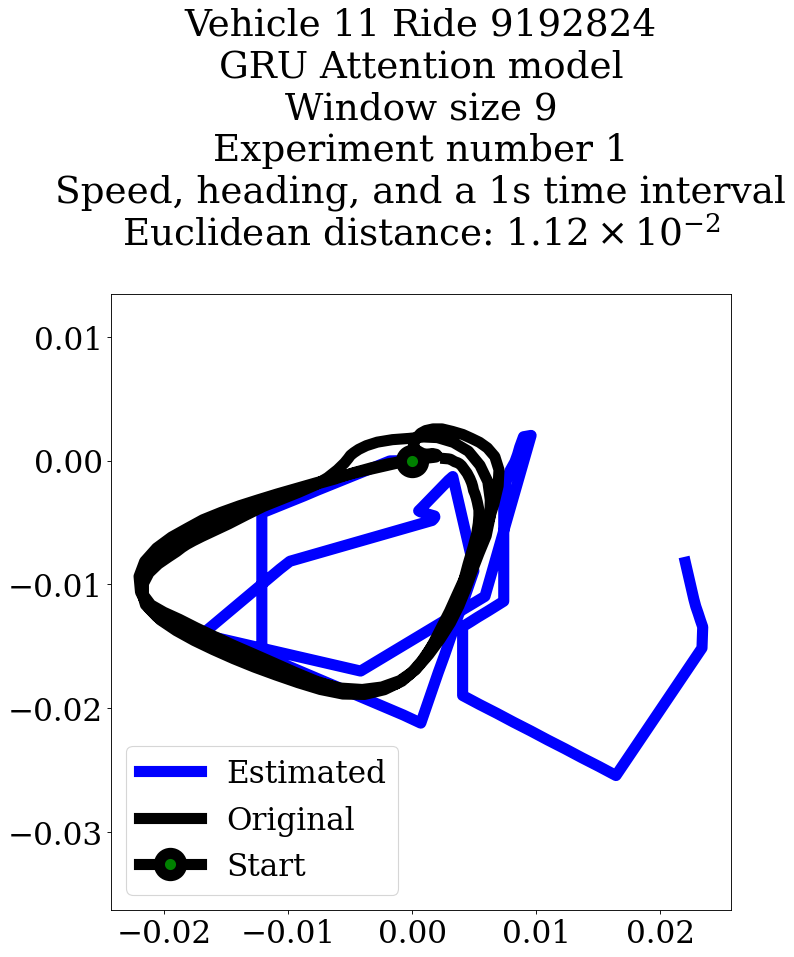 Vehicle 11 Ride 9192824
GRU Attention model
Window size 9
Experiment number 1
Speed, heading, and a 1s time interval
Euclidean distance: 1.12 × 10⁻²
0.01
0.00
−0.01
−0.02
−0.03
Estimated
Original
Start
−0.02 −0.01 0.00 0.01 0.02